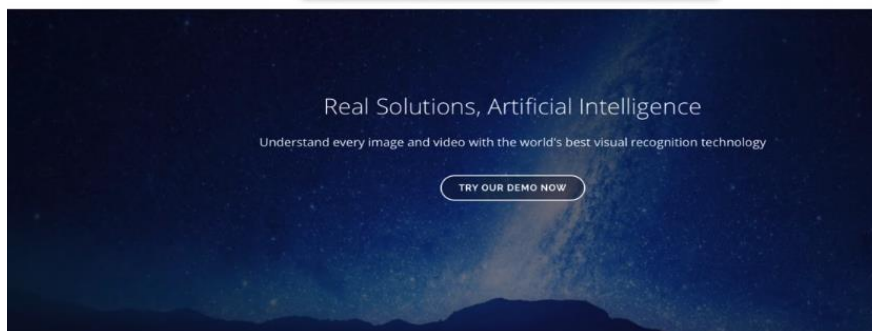 Real Solutions, Artificial Intelligence
Understand every image and video with the world's best visual recognition technology
TRY OUR DEMO NOW